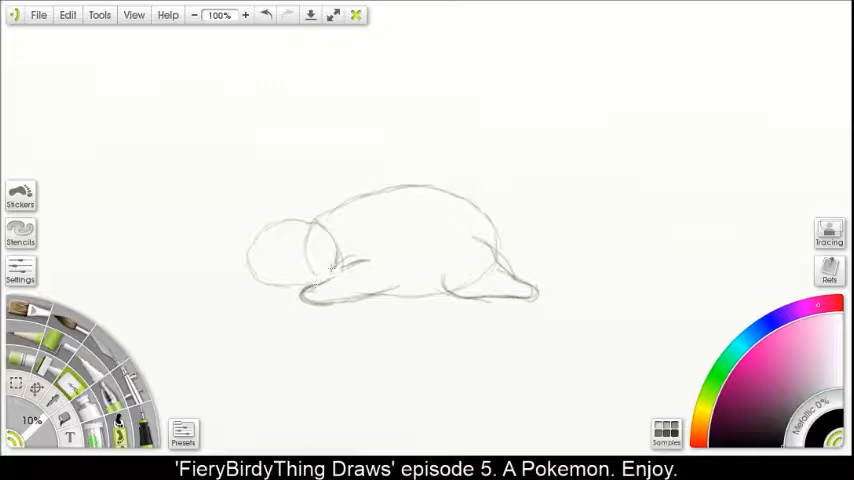 File Edit Tools View Help − 100% +
Stickers
Stencils
Settings
Tracing
Refs
10%
T
Presets
Samples
Metallic 0%
'FieryBirdyThing Draws' episode 5. A Pokemon. Enjoy.